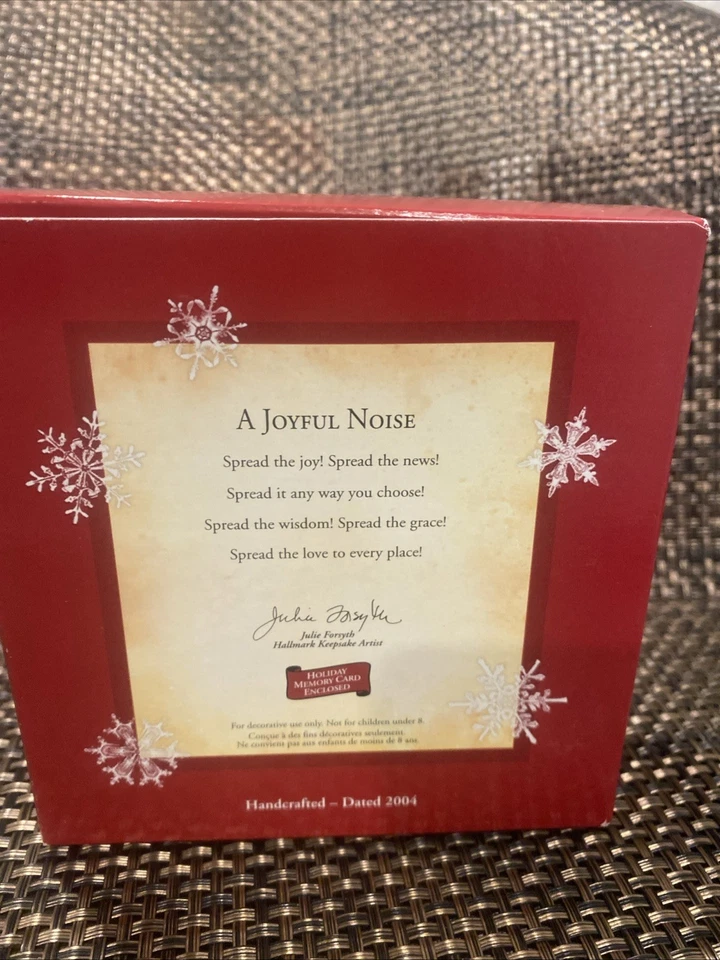 A Joyful Noise
Spread the joy! Spread the news!
Spread it any way you choose!
Spread the wisdom! Spread the grace!
Spread the love to every place!
Julie Forsyth
Julie Forsyth
Hallmark Keepsake Artist
Holiday
Memory Card
Enclosed
For decorative use only. Not for children under 8.
Conçue à des fins décoratives seulement.
Ne convient pas aux enfants de moins de 8 ans.
Handcrafted – Dated 2004